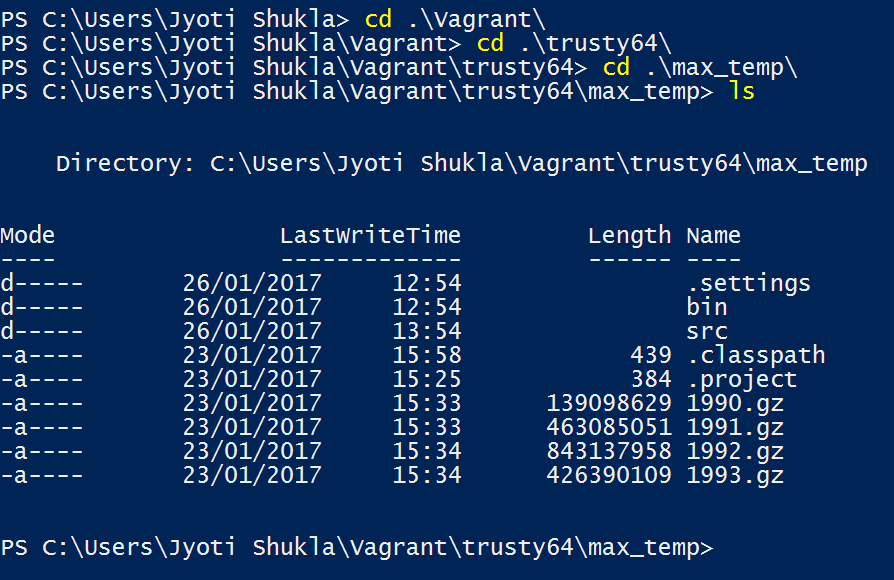 PS C:\Users\Jyoti Shukla> cd .\Vagrant\
PS C:\Users\Jyoti Shukla\Vagrant> cd .\trusty64\
PS C:\Users\Jyoti Shukla\Vagrant\trusty64> cd .\max_temp\
PS C:\Users\Jyoti Shukla\Vagrant\trusty64\max_temp> ls
Directory: C:\Users\Jyoti Shukla\Vagrant\trusty64\max_temp
Mode LastWriteTime Length Name
---- ------------- ------ ----
d----- 26/01/2017 12:54 .settings
d----- 26/01/2017 12:54 bin
d----- 26/01/2017 13:54 src
-a---- 23/01/2017 15:58 439 .classpath
-a---- 23/01/2017 15:25 384 .project
-a---- 23/01/2017 15:33 139098629 1990.gz
-a---- 23/01/2017 15:33 463085051 1991.gz
-a---- 23/01/2017 15:34 843137958 1992.gz
-a---- 23/01/2017 15:34 426390109 1993.gz
PS C:\Users\Jyoti Shukla\Vagrant\trusty64\max_temp>